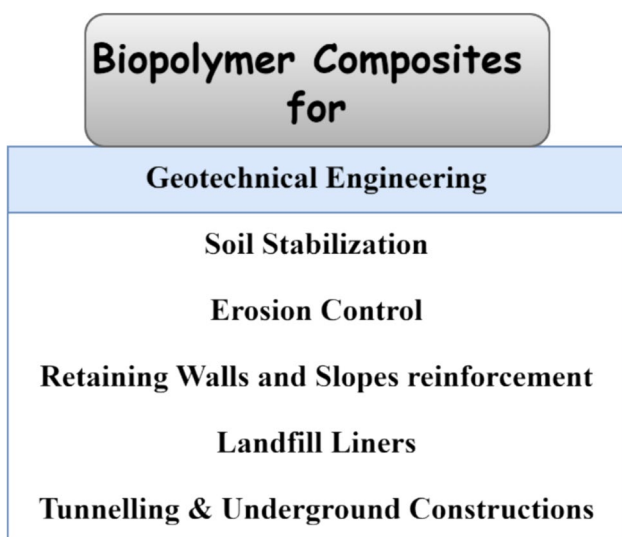 Biopolymer Composites
for
Geotechnical Engineering
Soil Stabilization
Erosion Control
Retaining Walls and Slopes reinforcement
Landfill Liners
Tunnelling & Underground Constructions